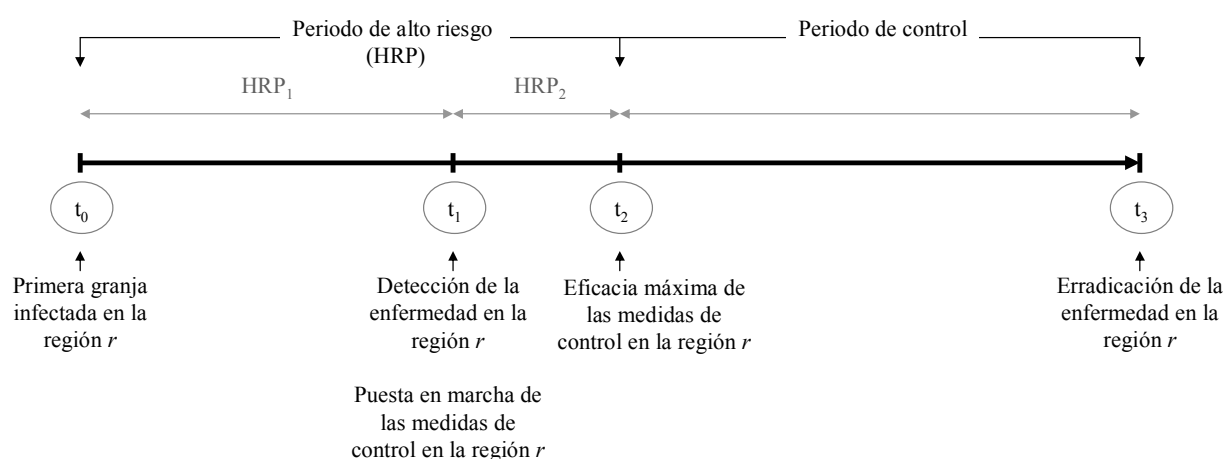 Periodo de alto riesgo
(HRP)
Periodo de control
HRP₁
HRP₂
t₀
t₁
t₂
t₃
Primera granja
infectada en la
región r
Detección de la
enfermedad en la
región r
Puesta en marcha de
las medidas de
control en la región r
Eficacia máxima de
las medidas de
control en la región r
Erradicación de la
enfermedad en la
región r